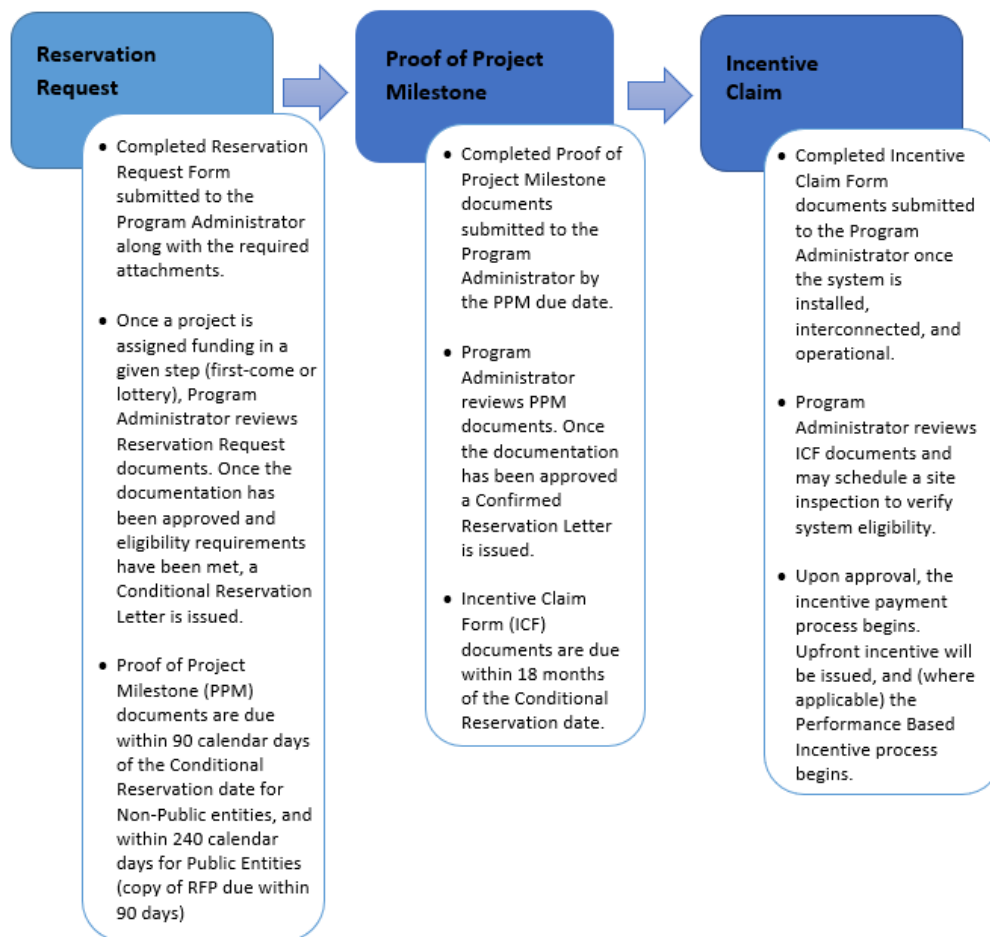 Reservation
Request
• Completed Reservation
Request Form
submitted to the
Program Administrator
along with the required
attachments.
• Once a project is
assigned funding in a
given step (first-come or
lottery), Program
Administrator reviews
Reservation Request
documents. Once the
documentation has
been approved and
eligibility requirements
have been met, a
Conditional Reservation
Letter is issued.
• Proof of Project
Milestone (PPM)
documents are due
within 90 calendar days
of the Conditional
Reservation date for
Non-Public entities, and
within 240 calendar
days for Public Entities
(copy of RFP due within
90 days)
Proof of Project
Milestone
• Completed Proof of
Project Milestone
documents
submitted to the
Program
Administrator by
the PPM due date.
• Program
Administrator
reviews PPM
documents. Once
the documentation
has been approved
a Confirmed
Reservation Letter
is issued.
• Incentive Claim
Form (ICF)
documents are due
within 18 months
of the Conditional
Reservation date.
Incentive
Claim
• Completed Incentive
Claim Form
documents submitted
to the Program
Administrator once
the system is
installed,
interconnected, and
operational.
• Program
Administrator reviews
ICF documents and
may schedule a site
inspection to verify
system eligibility.
• Upon approval, the
incentive payment
process begins.
Upfront incentive will
be issued, and (where
applicable) the
Performance Based
Incentive process
begins.